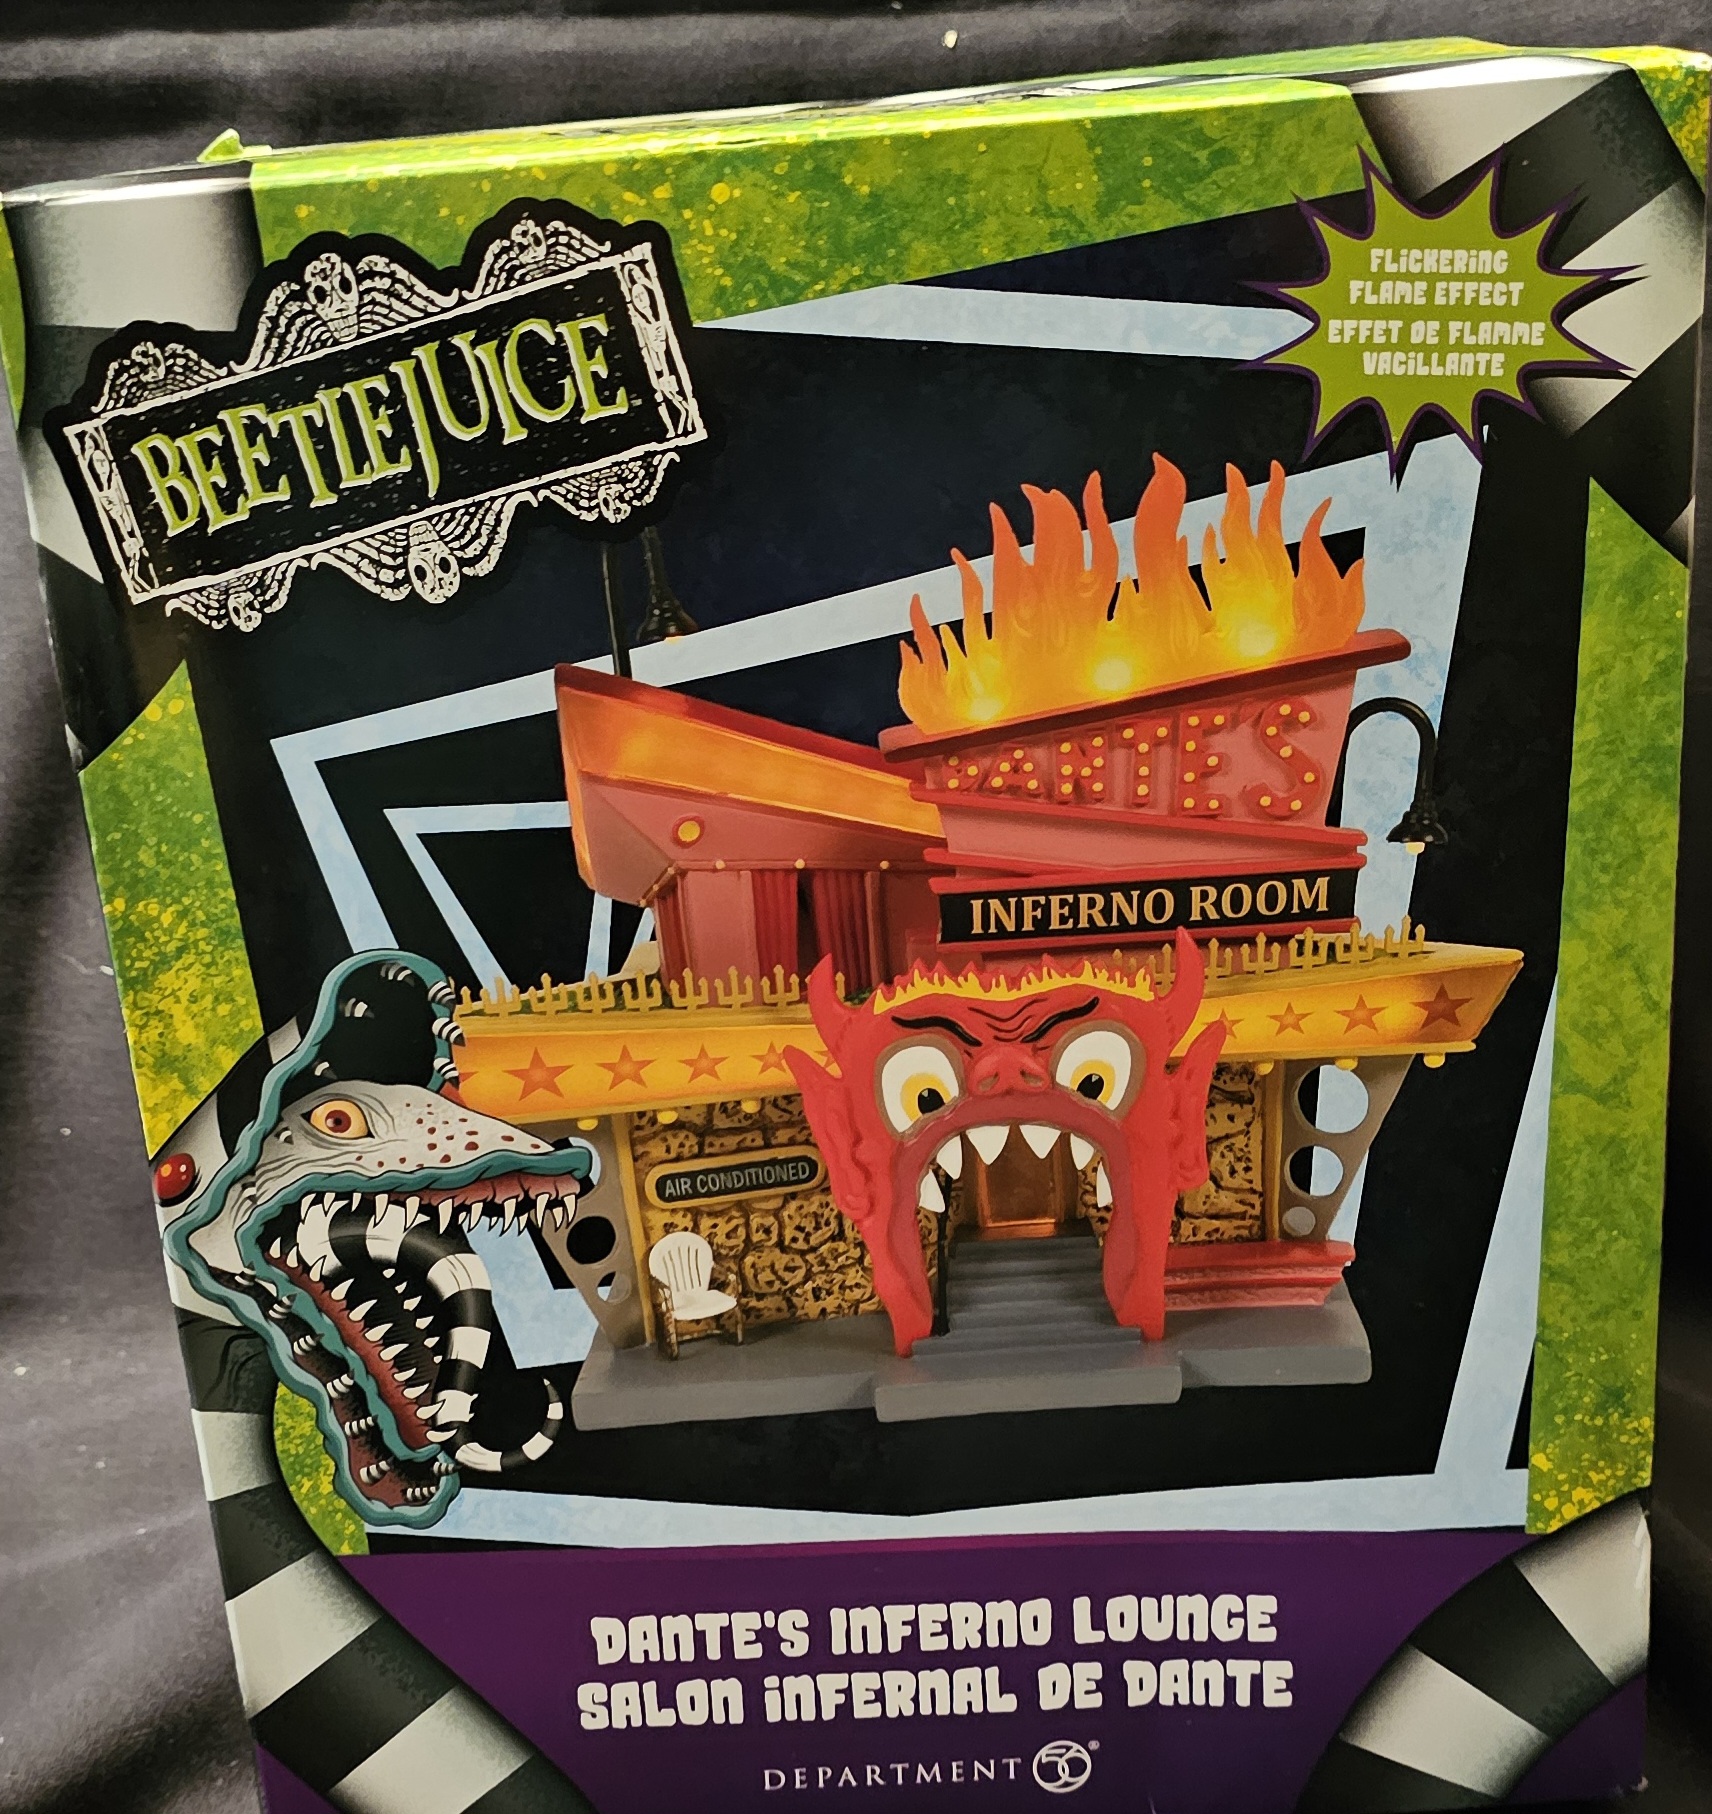 BEETLEJUICE
FLICKERING
FLAME EFFECT
EFFET DE FLAMME
VACILLANTE
DANTE'S
INFERNO ROOM
AIR CONDITIONED
DANTE'S INFERNO LOUNGE
SALON INFERNAL DE DANTE
DEPARTMENT 56®